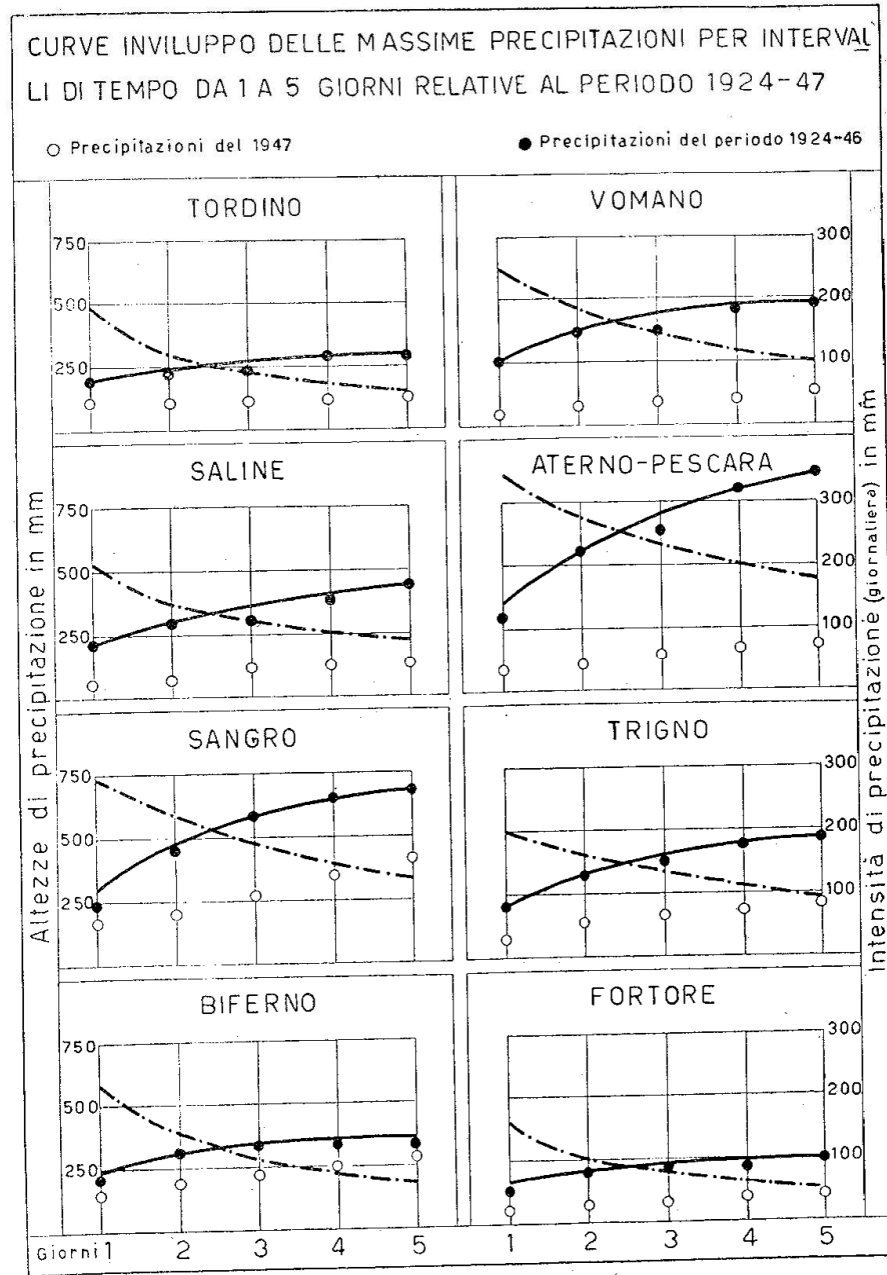 CURVE INVILUPPO DELLE MASSIME PRECIPITAZIONI PER INTERVAL
LI DI TEMPO DA 1 A 5 GIORNI RELATIVE AL PERIODO 1924-47
○ Precipitazioni del 1947
● Precipitazioni del periodo 1924-46
Altezze di precipitazione in mm
Intensità di precipitazione (giornaliera) in mm
TORDINO
750
500
250
VOMANO
300
200
100
SALINE
750
500
250
ATERNO-PESCARA
300
200
100
SANGRO
750
500
250
TRIGNO
300
200
100
BIFERNO
750
500
250
FORTORE
300
200
100
Giorni 1 2 3 4 5
1 2 3 4 5